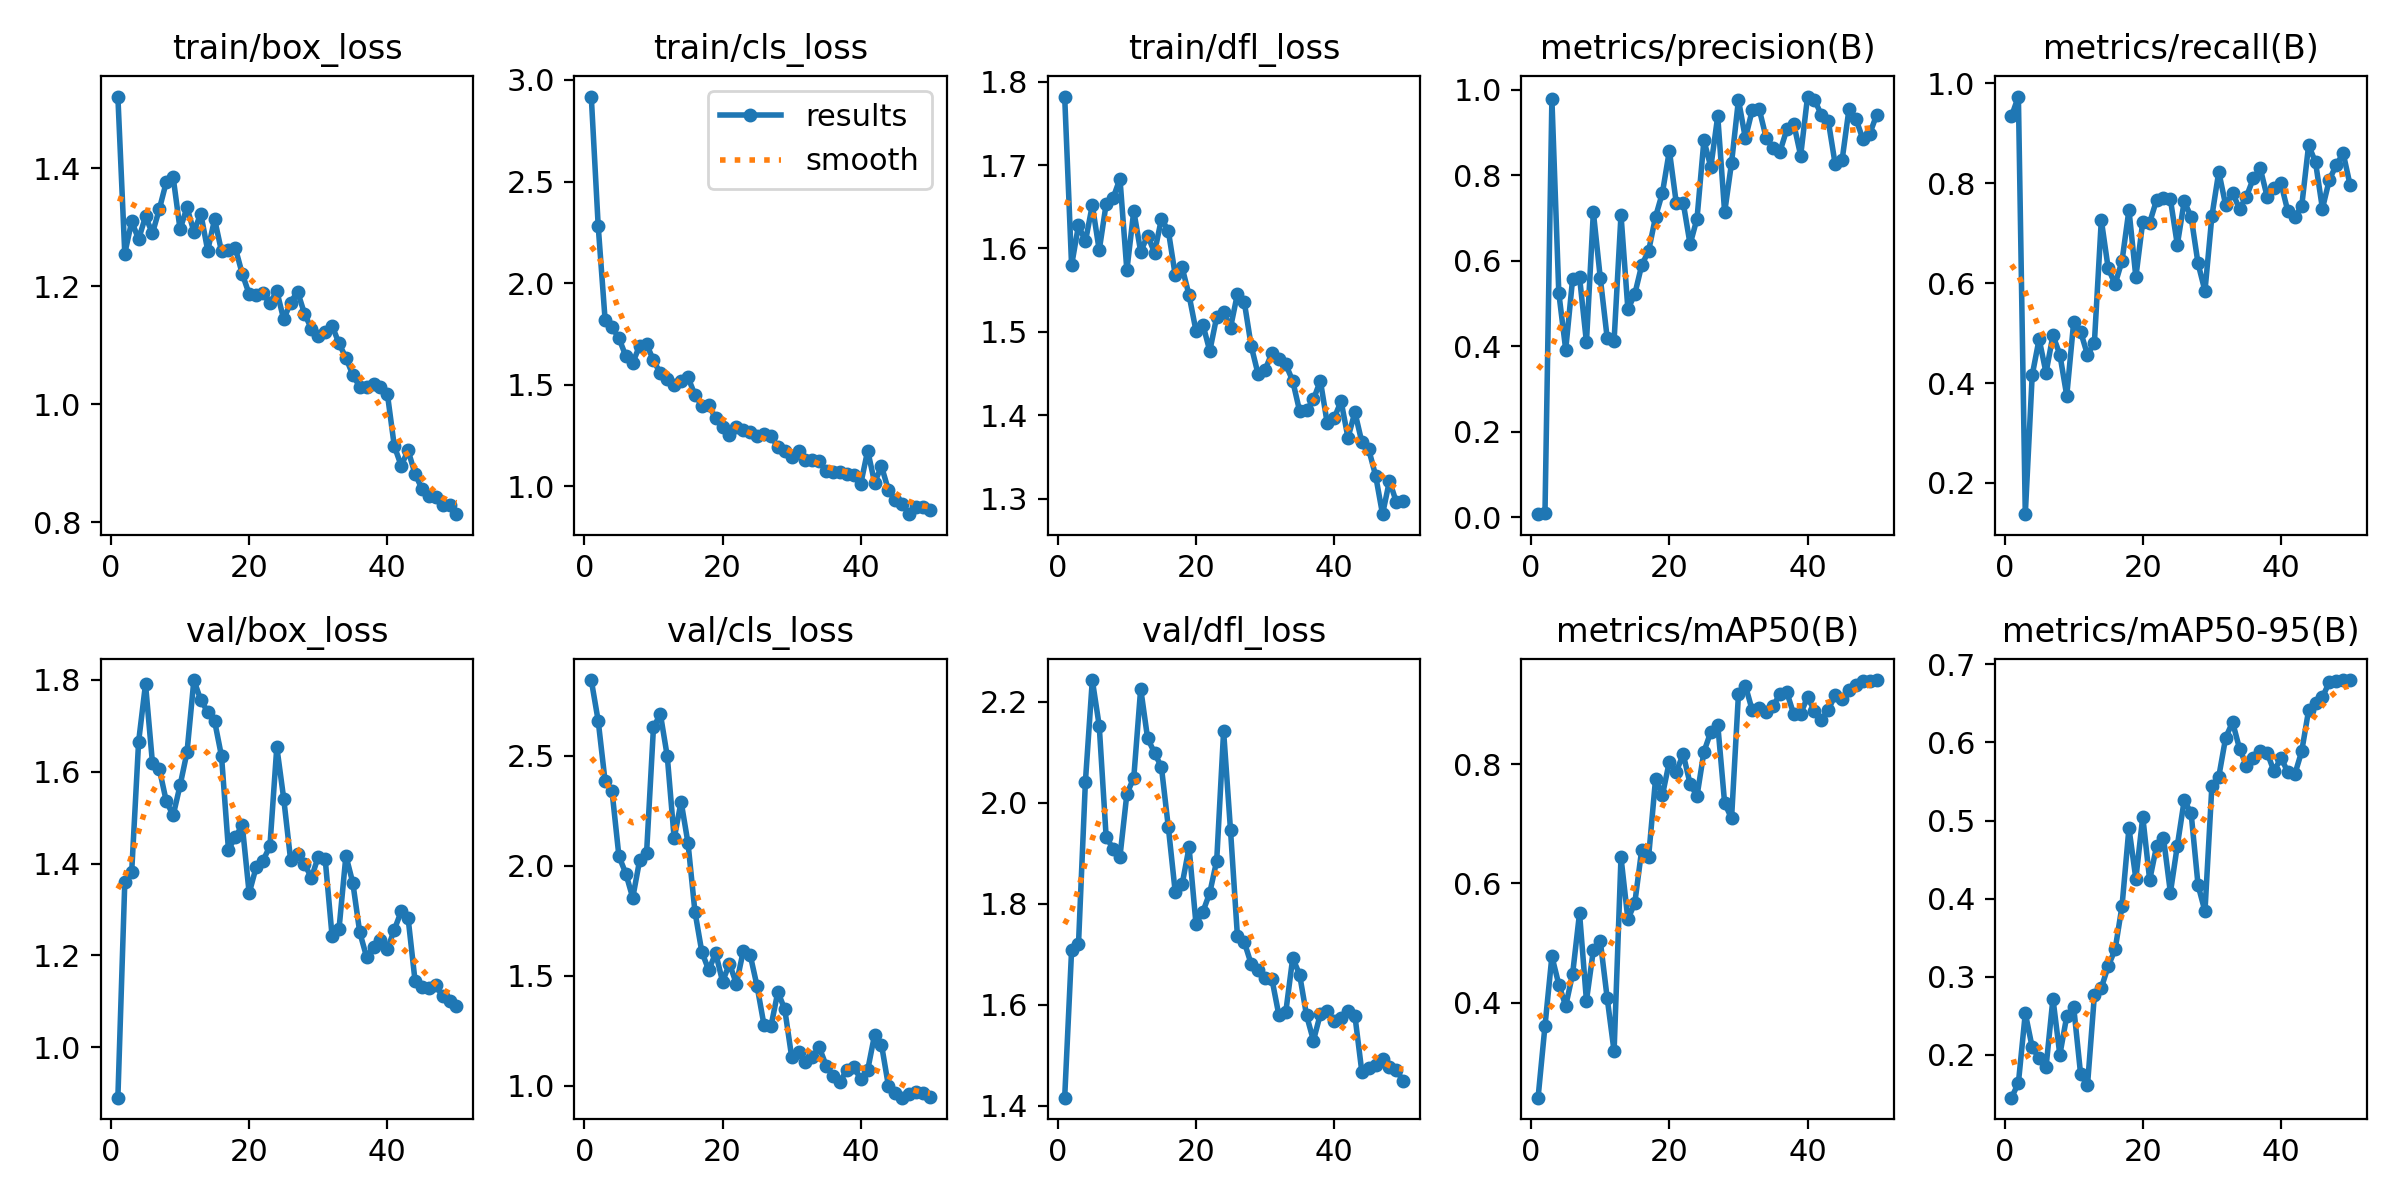 train/box_loss
1.4
1.2
1.0
0.8
0 20 40
train/cls_loss
3.0
2.5
2.0
1.5
1.0
0 20 40
results
smooth
train/dfl_loss
1.8
1.7
1.6
1.5
1.4
1.3
0 20 40
metrics/precision(B)
1.0
0.8
0.6
0.4
0.2
0.0
0 20 40
metrics/recall(B)
1.0
0.8
0.6
0.4
0.2
0 20 40
val/box_loss
1.8
1.6
1.4
1.2
1.0
0 20 40
val/cls_loss
2.5
2.0
1.5
1.0
0 20 40
val/dfl_loss
2.2
2.0
1.8
1.6
1.4
0 20 40
metrics/mAP50(B)
0.8
0.6
0.4
0 20 40
metrics/mAP50-95(B)
0.7
0.6
0.5
0.4
0.3
0.2
0 20 40